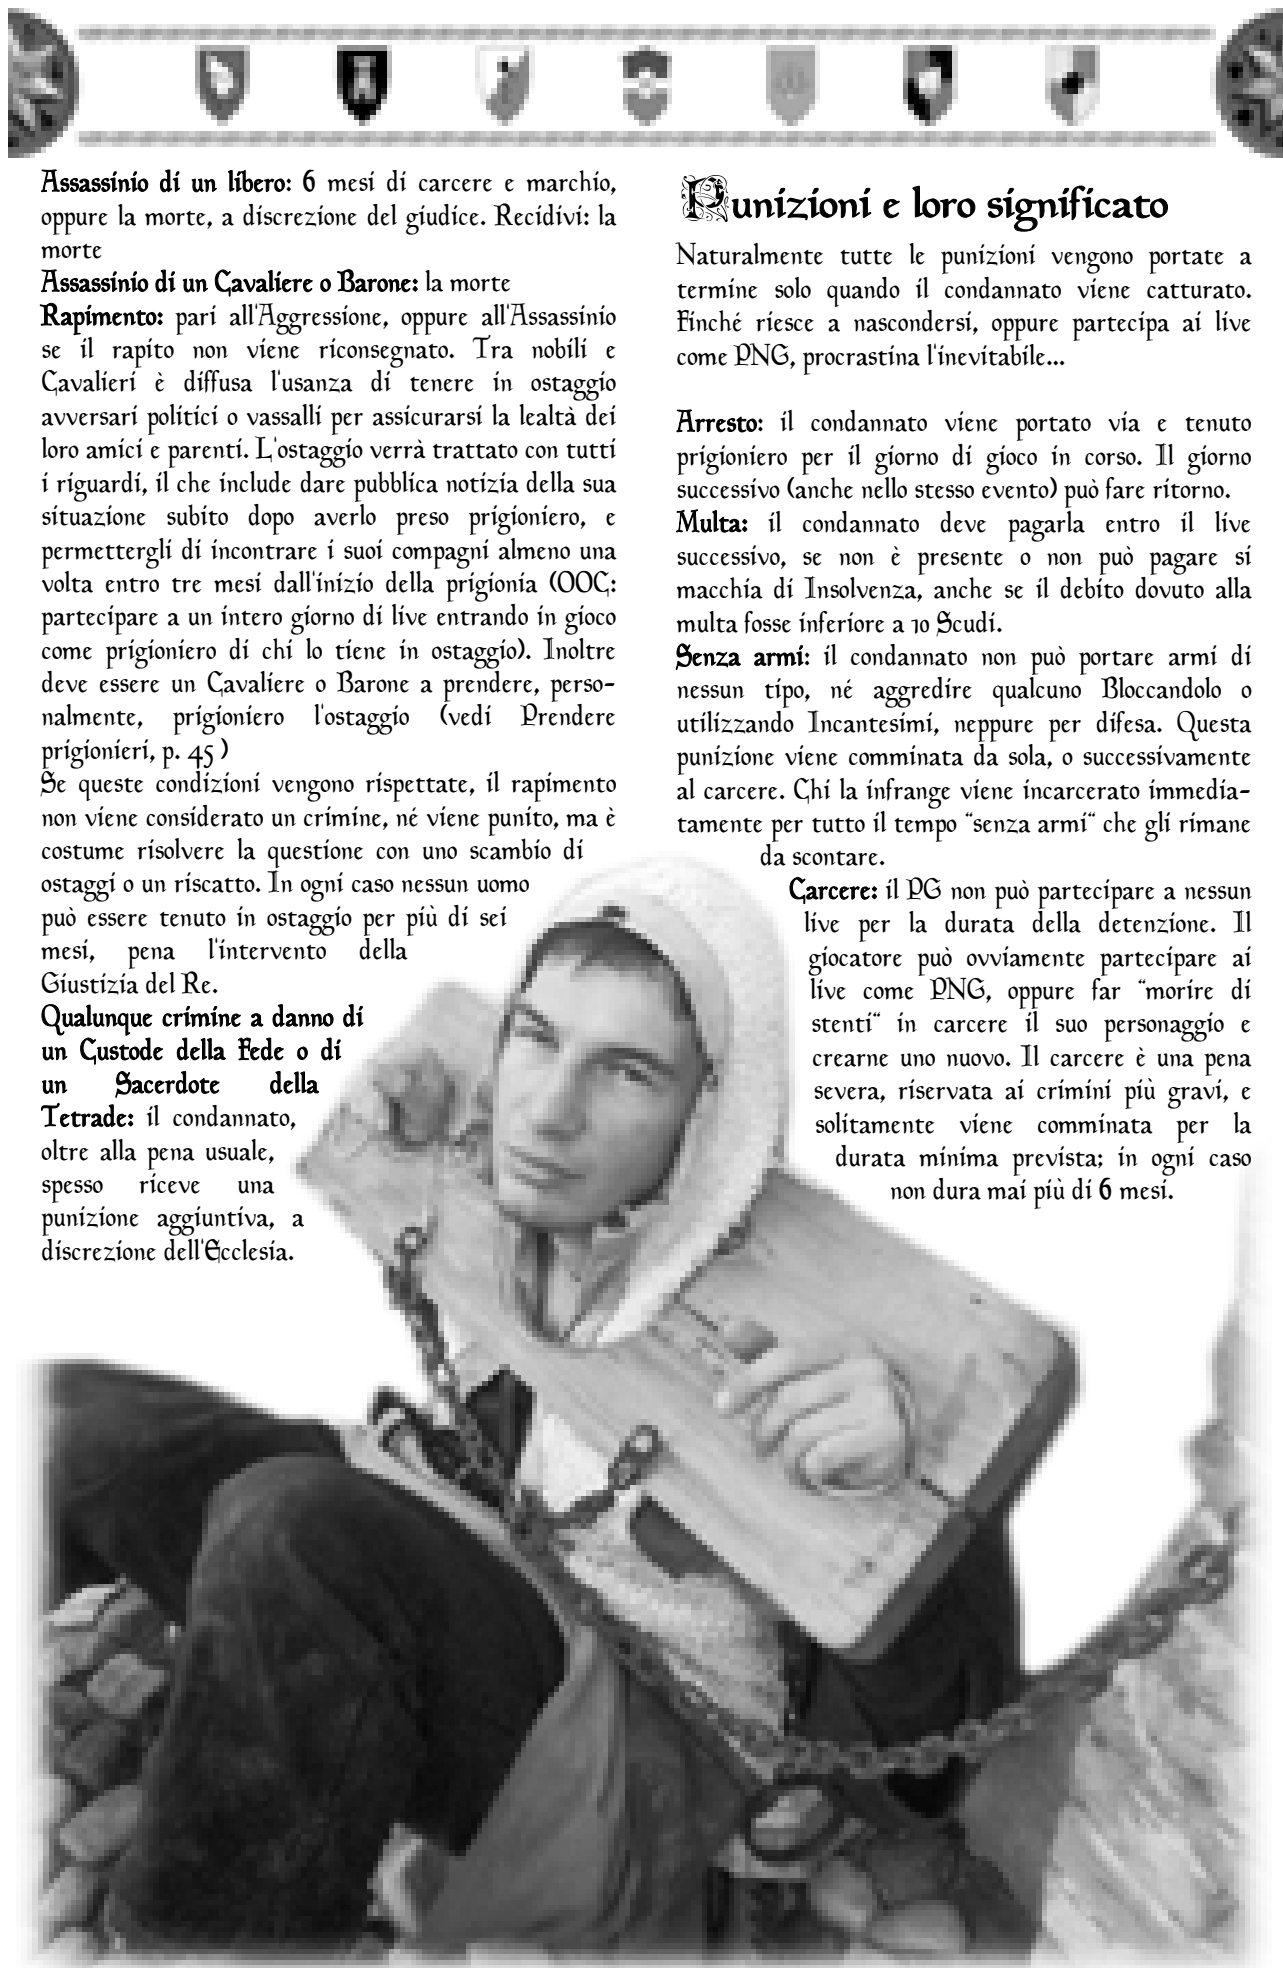 Assassinio di un libero: 6 mesi di carcere e marchio,
oppure la morte, a discrezione del giudice. Recidivi: la
morte
Assassinio di un Cavaliere o Barone: la morte
Rapimento: pari all'Aggressione, oppure all'Assassinio
se il rapito non viene riconsegnato. Tra nobili e
Cavalieri è diffusa l'usanza di tenere in ostaggio
avversari politici o vassalli per assicurarsi la lealtà dei
loro amici e parenti. L'ostaggio verrà trattato con tutti
i riguardi, il che include dare pubblica notizia della sua
situazione subito dopo averlo preso prigioniero, e
permettergli di incontrare i suoi compagni almeno una
volta entro tre mesi dall'inizio della prigionia (OOC:
partecipare a un intero giorno di live entrando in gioco
come prigioniero di chi lo tiene in ostaggio). Inoltre
deve essere un Cavaliere o Barone a prendere, perso-
nalmente, prigioniero l'ostaggio (vedi Prendere
prigionieri, p. 45 )
Se queste condizioni vengono rispettate, il rapimento
non viene considerato un crimine, né viene punito, ma è
costume risolvere la questione con uno scambio di
ostaggi o un riscatto. In ogni caso nessun uomo
può essere tenuto in ostaggio per più di sei
mesi, pena l'intervento della
Giustizia del Re.
Qualunque crimine a danno di
un Custode della Fede o di
un Sacerdote della
Tetrade: il condannato,
oltre alla pena usuale,
spesso riceve una
punizione aggiuntiva, a
discrezione dell'Ecclesia.
Punizioni e loro significato
Naturalmente tutte le punizioni vengono portate a
termine solo quando il condannato viene catturato.
Finché riesce a nascondersi, oppure partecipa ai live
come PNG, procrastina l'inevitabile...
Arresto: il condannato viene portato via e tenuto
prigioniero per il giorno di gioco in corso. Il giorno
successivo (anche nello stesso evento) può fare ritorno.
Multa: il condannato deve pagarla entro il live
successivo, se non è presente o non può pagare si
macchia di Insolvenza, anche se il debito dovuto alla
multa fosse inferiore a 10 Scudi.
Senza armi: il condannato non può portare armi di
nessun tipo, né aggredire qualcuno Bloccandolo o
utilizzando Incantesimi, neppure per difesa. Questa
punizione viene comminata da sola, o successivamente
al carcere. Chi la infrange viene incarcerato immedia-
tamente per tutto il tempo “senza armi“ che gli rimane
da scontare.
Carcere: il PG non può partecipare a nessun
live per la durata della detenzione. Il
giocatore può ovviamente partecipare ai
live come PNG, oppure far “morire di
stenti“ in carcere il suo personaggio e
crearne uno nuovo. Il carcere è una pena
severa, riservata ai crimini più gravi, e
solitamente viene comminata per la
durata minima prevista; in ogni caso
non dura mai più di 6 mesi.